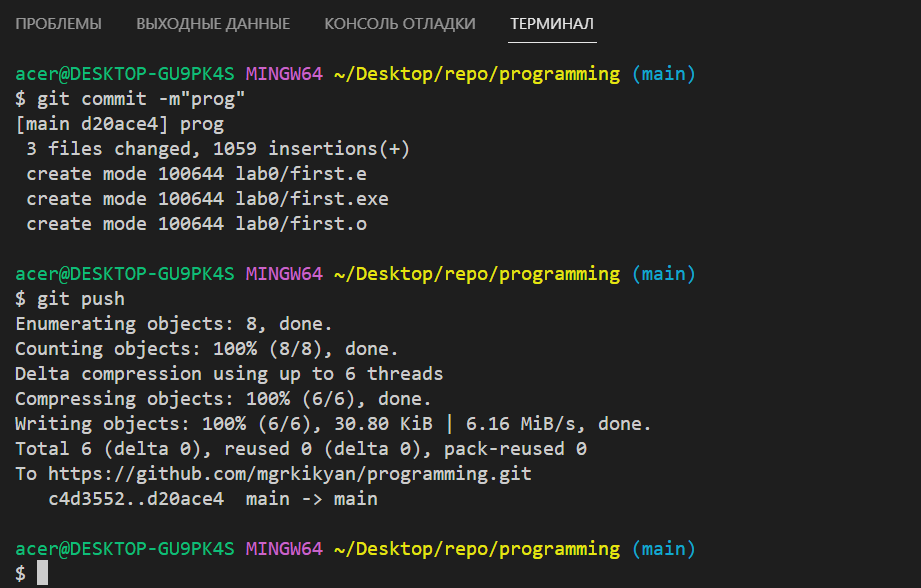 ПРОБЛЕМЫ ВЫХОДНЫЕ ДАННЫЕ КОНСОЛЬ ОТЛАДКИ ТЕРМИНАЛ
acer@DESKTOP-GU9PK4S MINGW64 ~/Desktop/repo/programming (main)
$ git commit -m"prog"
[main d20ace4] prog
 3 files changed, 1059 insertions(+)
 create mode 100644 lab0/first.e
 create mode 100644 lab0/first.exe
 create mode 100644 lab0/first.o
acer@DESKTOP-GU9PK4S MINGW64 ~/Desktop/repo/programming (main)
$ git push
Enumerating objects: 8, done.
Counting objects: 100% (8/8), done.
Delta compression using up to 6 threads
Compressing objects: 100% (6/6), done.
Writing objects: 100% (6/6), 30.80 KiB | 6.16 MiB/s, done.
Total 6 (delta 0), reused 0 (delta 0), pack-reused 0
To https://github.com/mgrkikyan/programming.git
   c4d3552..d20ace4  main -> main
acer@DESKTOP-GU9PK4S MINGW64 ~/Desktop/repo/programming (main)
$